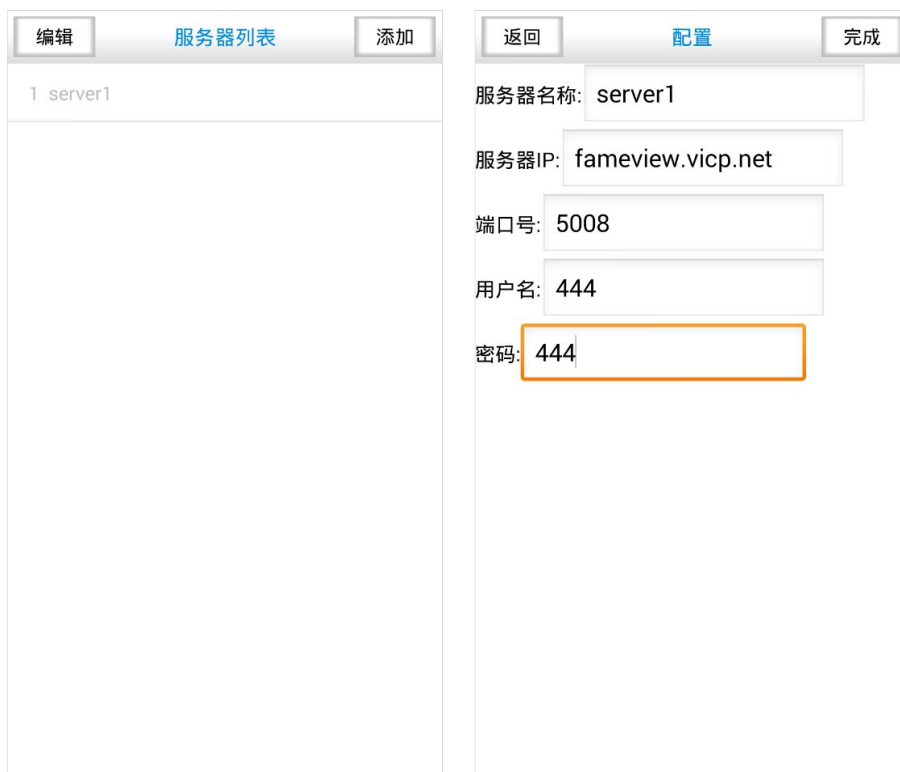 编辑 服务器列表 添加
1 server1
返回 配置 完成
服务器名称: server1
服务器IP: fameview.vicp.net
端口号: 5008
用户名: 444
密码: 444